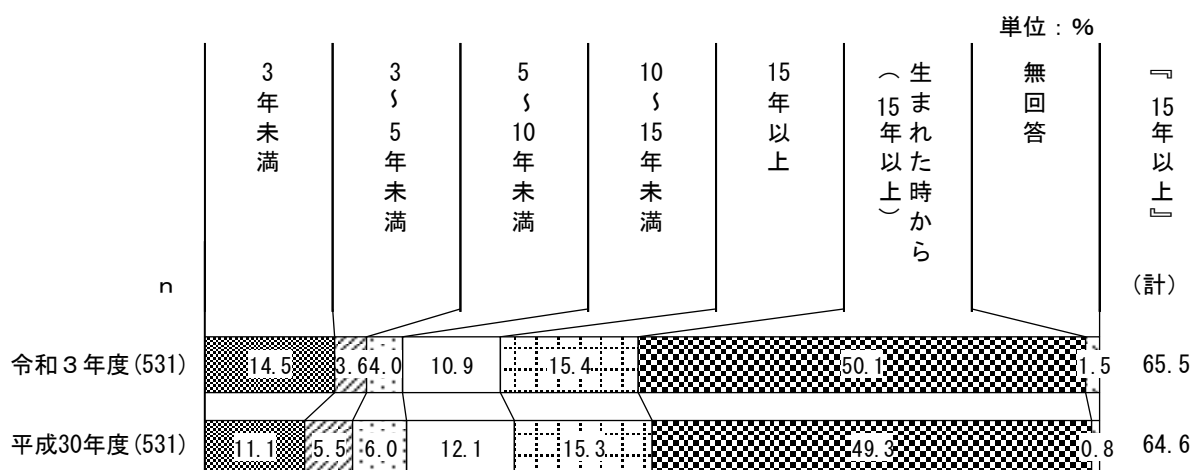 単位：％
3年未満
3～5年未満
5～10年未満
10～15年未満
15年以上
生まれた時から
（15年以上）
無回答
『15年以上』
（計）
ｎ
令和３年度(531)
14.5
3.6
4.0
10.9
15.4
50.1
1.5
65.5
平成30年度(531)
11.1
5.5
6.0
12.1
15.3
49.3
0.8
64.6